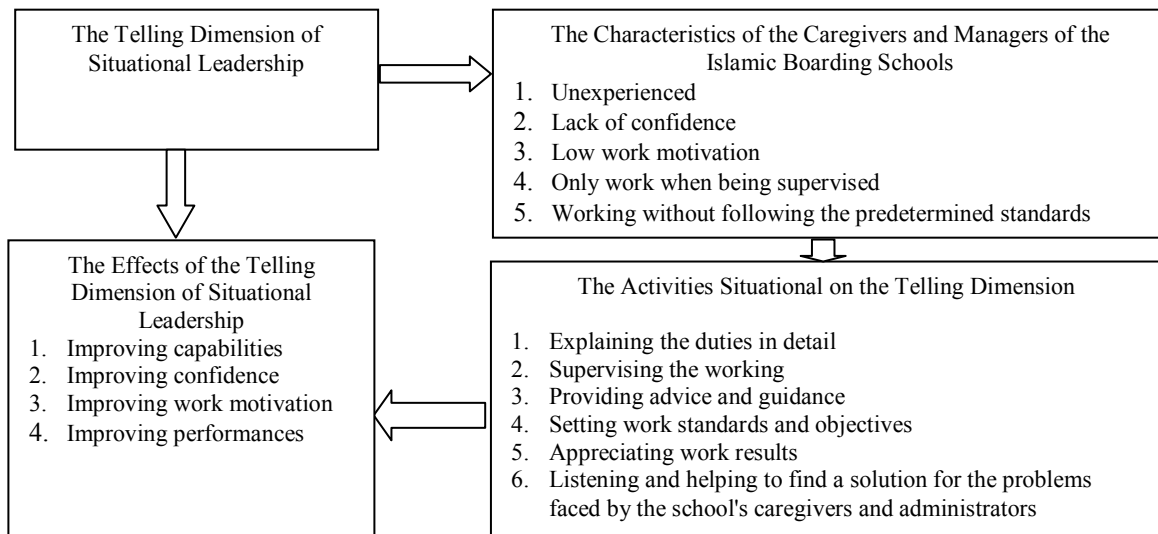 The Telling Dimension of
Situational Leadership
The Characteristics of the Caregivers and Managers of the
Islamic Boarding Schools
1. Unexperienced
2. Lack of confidence
3. Low work motivation
4. Only work when being supervised
5. Working without following the predetermined standards
The Effects of the Telling
Dimension of Situational
Leadership
1. Improving capabilities
2. Improving confidence
3. Improving work motivation
4. Improving performances
The Activities Situational on the Telling Dimension
1. Explaining the duties in detail
2. Supervising the working
3. Providing advice and guidance
4. Setting work standards and objectives
5. Appreciating work results
6. Listening and helping to find a solution for the problems
faced by the school's caregivers and administrators